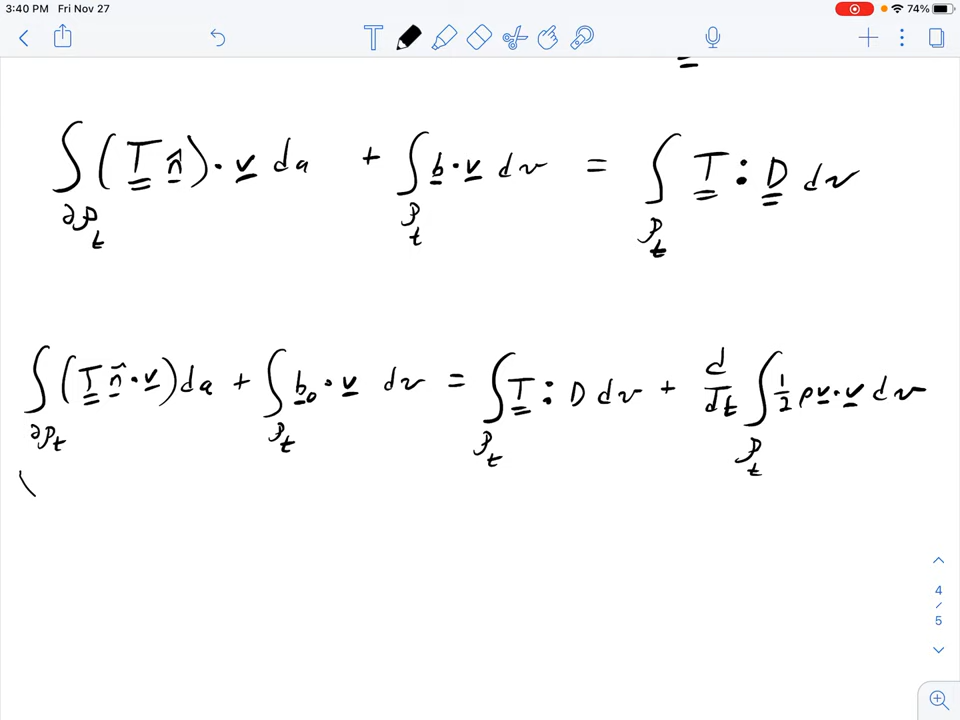 3:40 PM Fri Nov 27 74%
T
∫_{∂𝒫_t} (T̲̲ n̲̂) · v̲ da + ∫_{𝒫_t} b̲ · v̲ dv = ∫_{𝒫_t} T̲̲ : D̲̲ dv
∫_{∂𝒫_t} (T̲̲ n̲̂ · v̲) da + ∫_{𝒫_t} b̲₀ · v̲ dv = ∫_{𝒫_t} T̲̲ : D dv + d/dt ∫_{𝒫_t} 1/2 ρ v̲ · v̲ dv
4
/
5